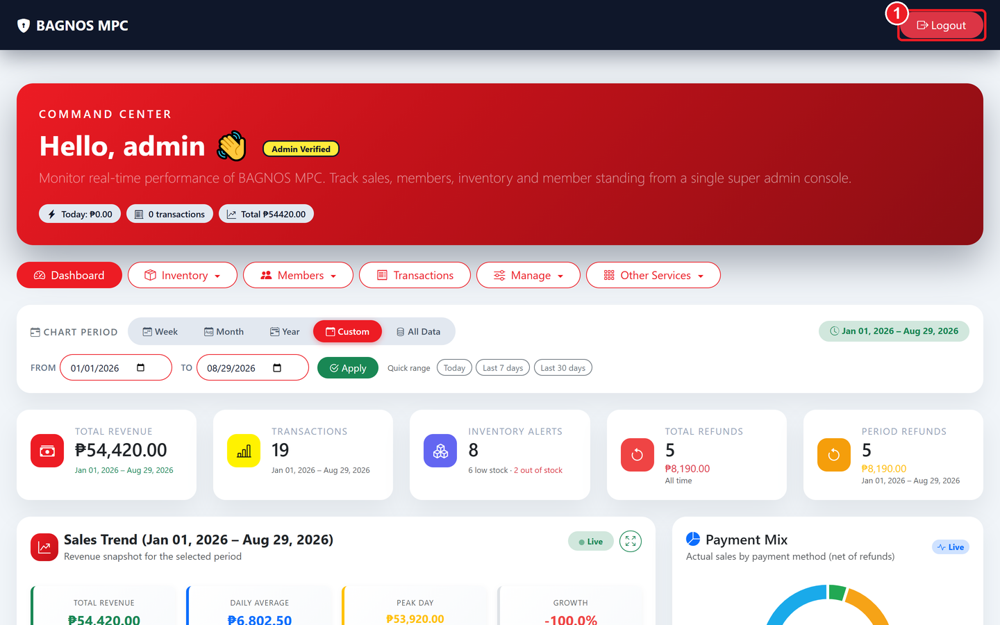 BAGNOS MPC
1
Logout
COMMAND CENTER
Hello, admin
Admin Verified
Monitor real-time performance of BAGNOS MPC. Track sales, members, inventory and member standing from a single super admin console.
Today: ₱0.00
0 transactions
Total ₱54420.00
Dashboard
Inventory
Members
Transactions
Manage
Other Services
CHART PERIOD
Week
Aug
Month
Year
Custom
All Data
Jan 01, 2026 – Aug 29, 2026
FROM
01/01/2026
TO
08/29/2026
Apply
Quick range
Today
Last 7 days
Last 30 days
TOTAL REVENUE
₱54,420.00
Jan 01, 2026 – Aug 29, 2026
TRANSACTIONS
19
Jan 01, 2026 – Aug 29, 2026
INVENTORY ALERTS
8
6 low stock · 2 out of stock
TOTAL REFUNDS
5
₱8,190.00
All time
PERIOD REFUNDS
5
₱8,190.00
Jan 01, 2026 – Aug 29, 2026
Sales Trend (Jan 01, 2026 – Aug 29, 2026)
Revenue snapshot for the selected period
Live
Payment Mix
Actual sales by payment method (net of refunds)
Live
TOTAL REVENUE
₱54,420.00
DAILY AVERAGE
₱6,802.50
PEAK DAY
₱53,920.00
GROWTH
-100.0%